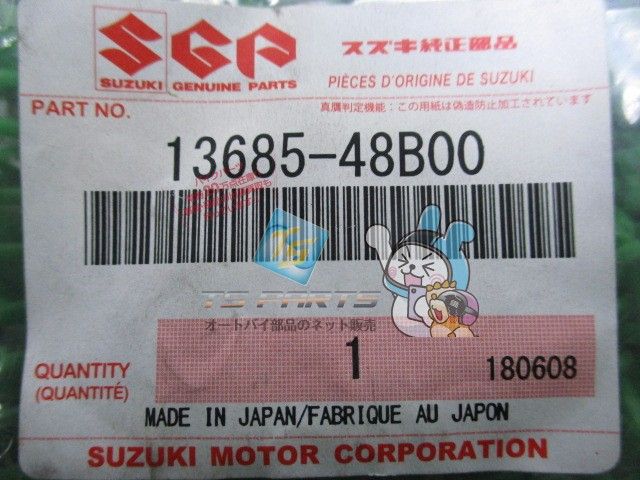 SGP
スズキ純正部品
SUZUKI GENUINE PARTS
PIÈCES D'ORIGINE DE SUZUKI
PART NO.
真贋判定機能：この用紙は偽造防止加工されています
13685-48B00
TS PARTS
オートバイ部品のネット販売
QUANTITY
(QUANTITÉ)
1
180608
MADE IN JAPAN/FABRIQUE AU JAPON
SUZUKI MOTOR CORPORATION